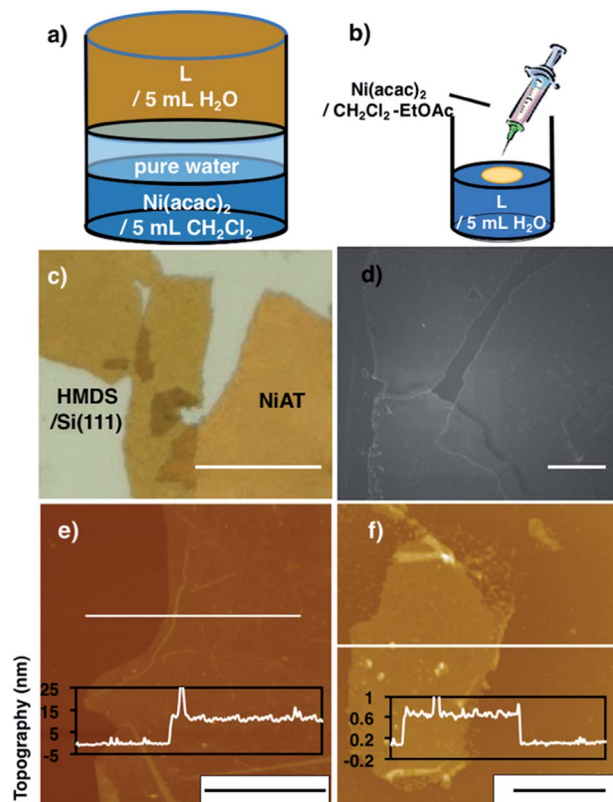 a)
L
/ 5 mL H₂O
pure water
Ni(acac)₂
/ 5 mL CH₂Cl₂
b)
Ni(acac)₂
/ CH₂Cl₂ -EtOAc
L
/ 5 mL H₂O
c)
HMDS
/Si(111)
NiAT
d)
e)
Topography (nm)
25
15
5
-5
f)
1
0.6
0.2
-0.2